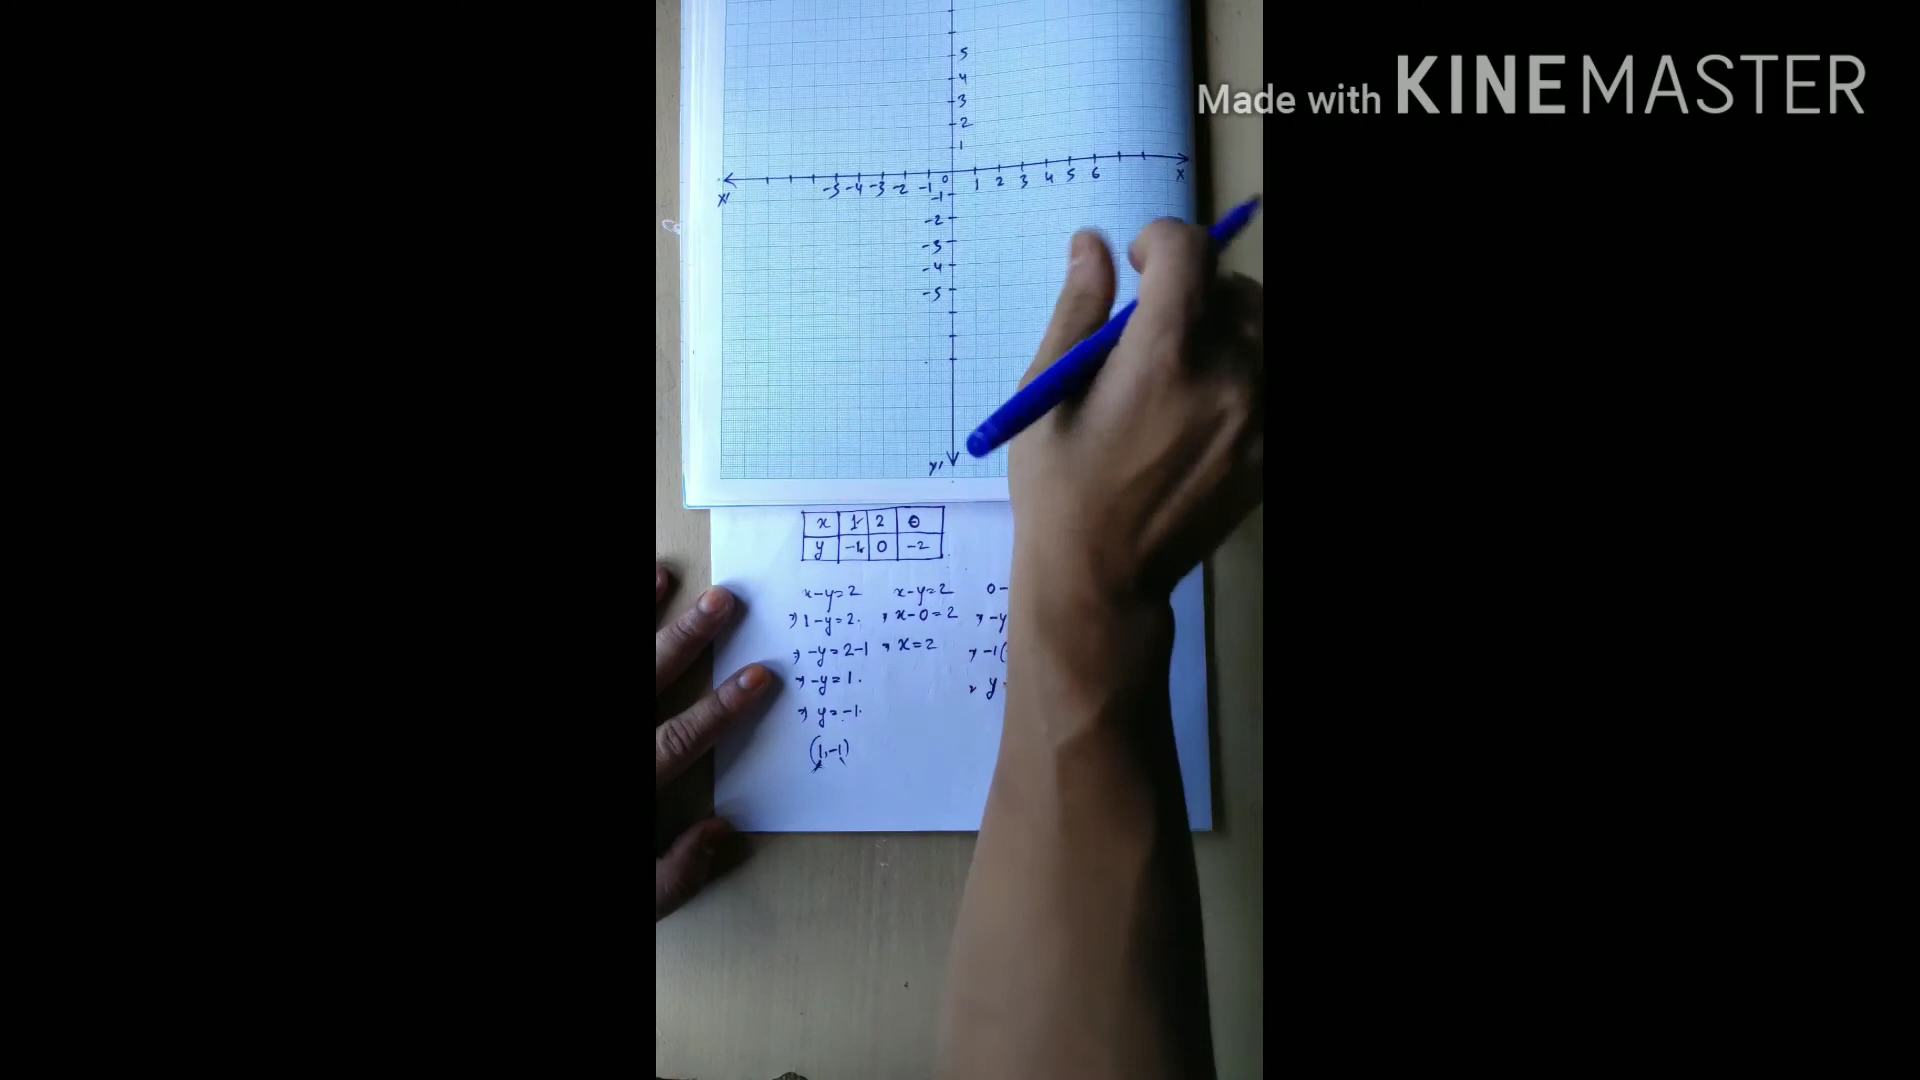 Made with KINEMASTER
5
4
3
2
1
X' -5 -4 -3 -2 -1 0 1 2 3 4 5 6 X
-1
-2
-3
-4
-5
Y'
x 1 2 0
y -1 0 -2
x-y=2 x-y=2 0-
⇒ 1-y=2. ⇒ x-0=2 ⇒ -y
⇒ -y=2-1 ⇒ x=2 ⇒ -1(
⇒ -y=1. ⇒ y
⇒ y=-1.
(1,-1)